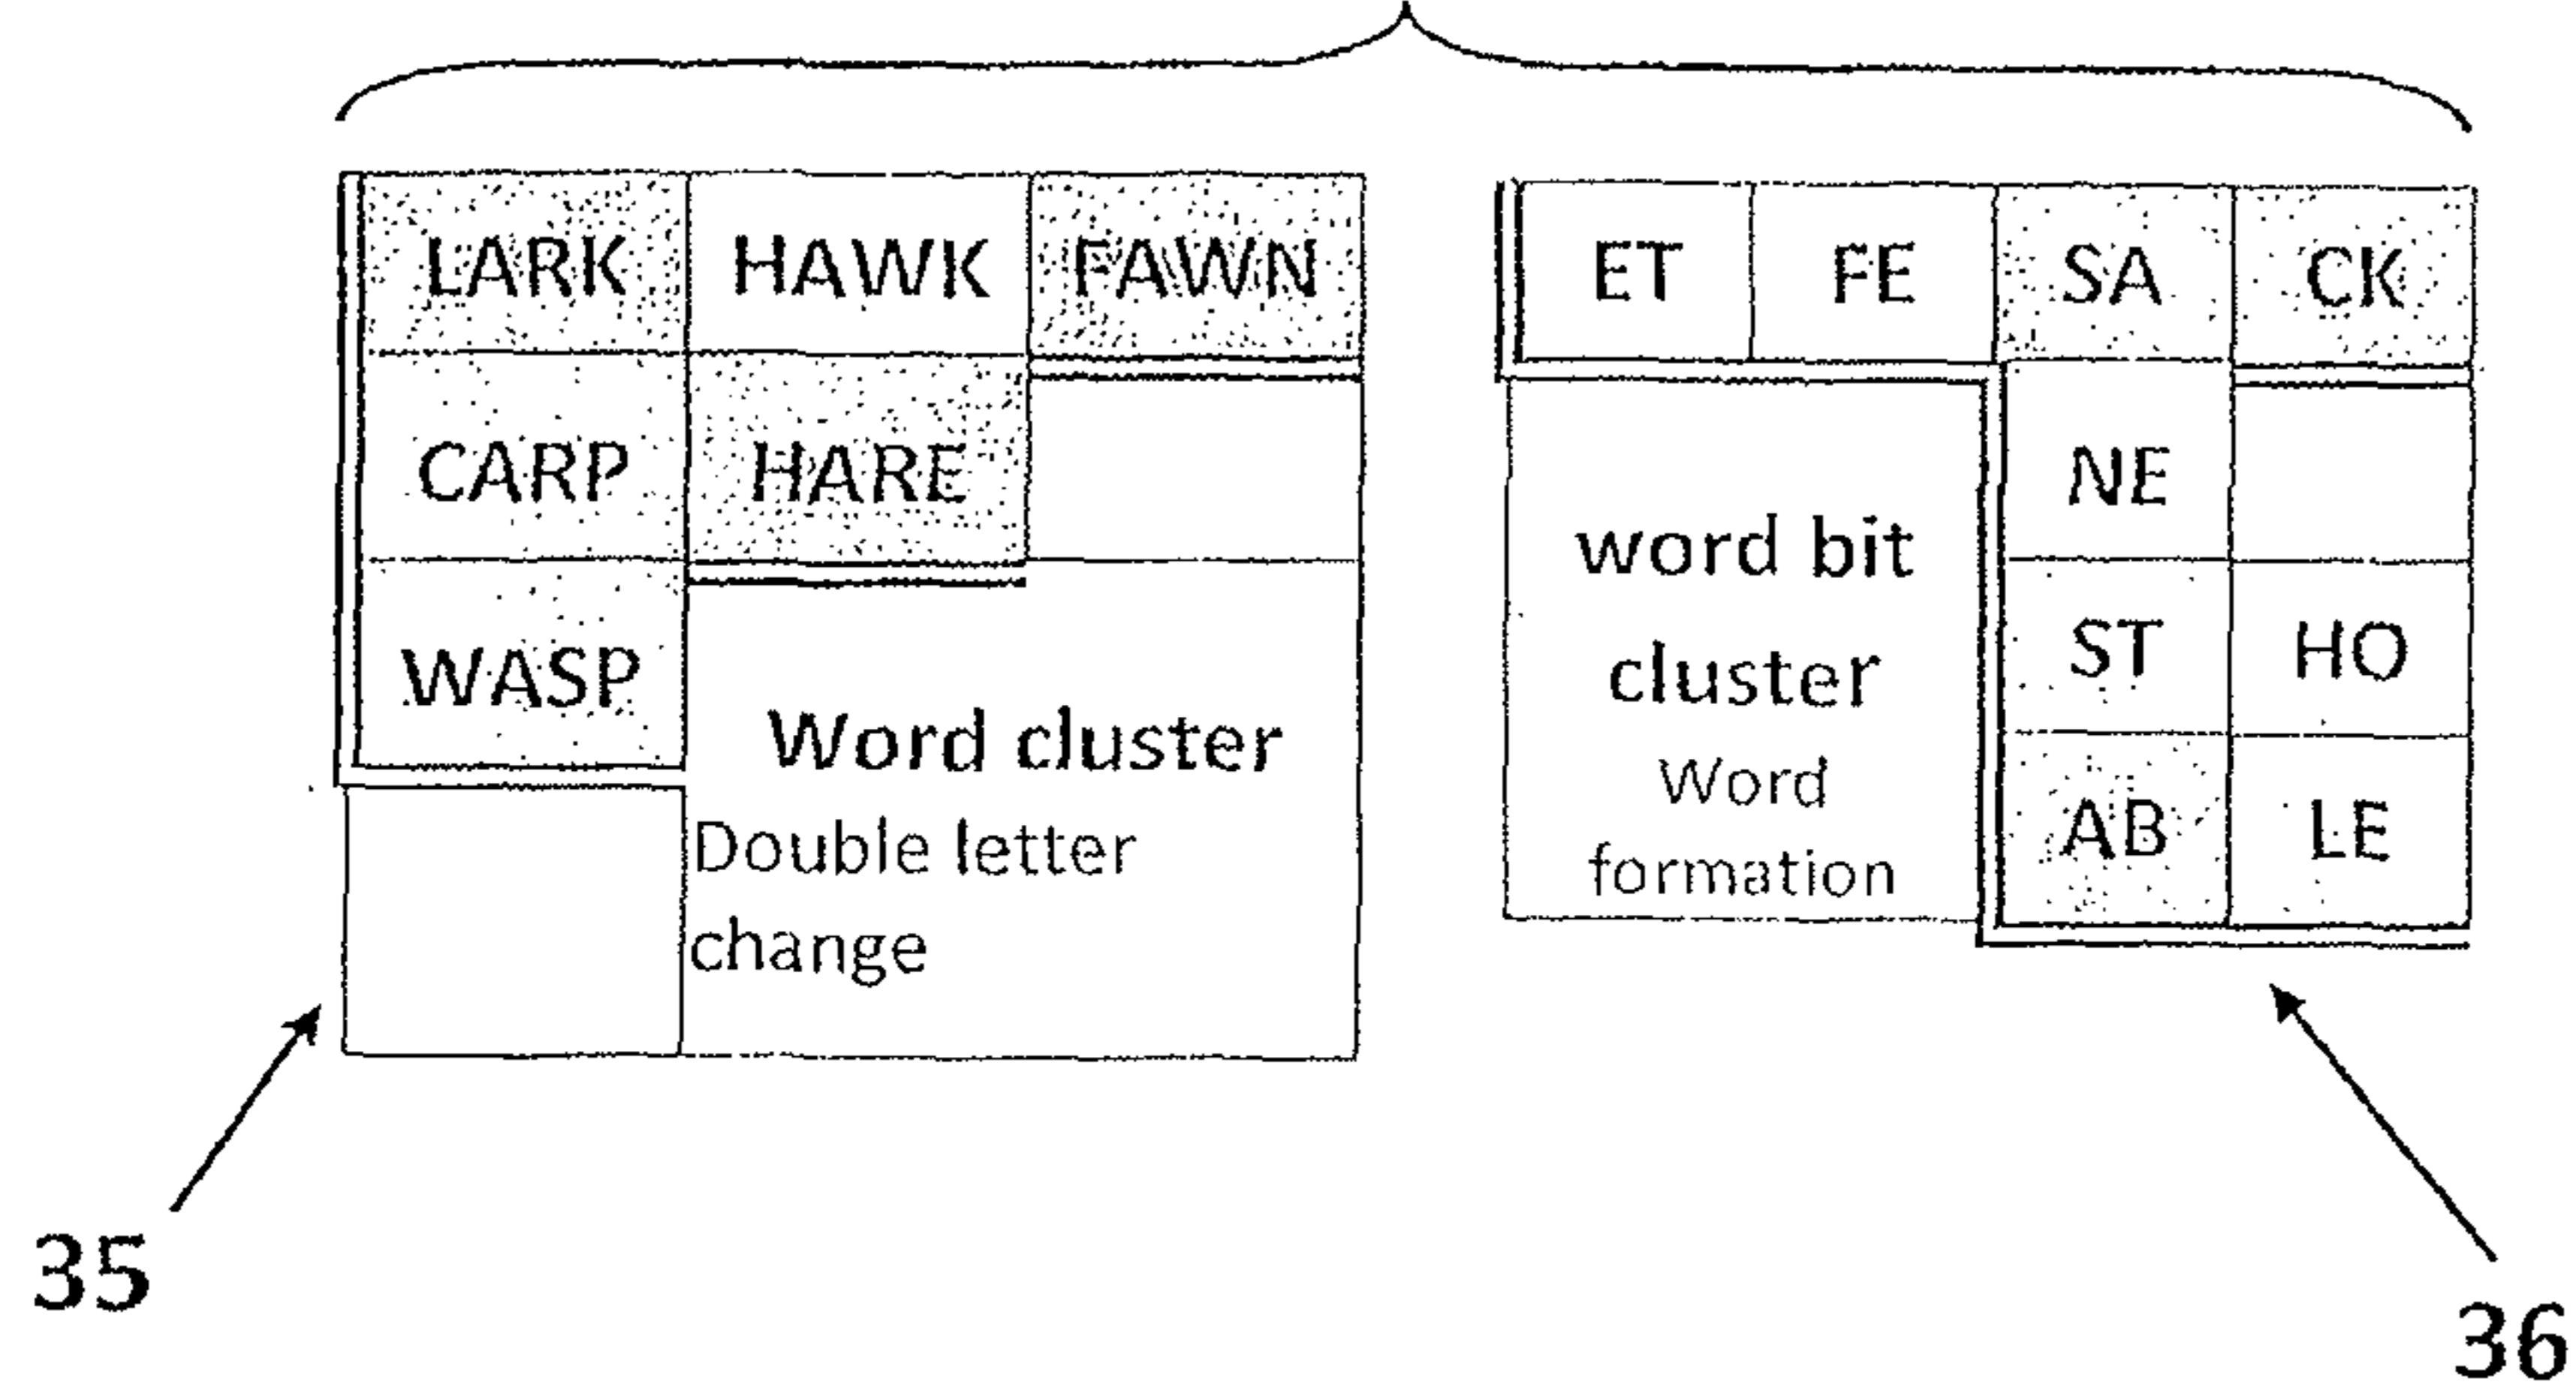 LARK HAWK FAWN
CARP HARE
WASP
Word cluster
Double letter
change
ET FE SA CK
NE
word bit
cluster
Word
formation
ST HO
AB LE
35
36